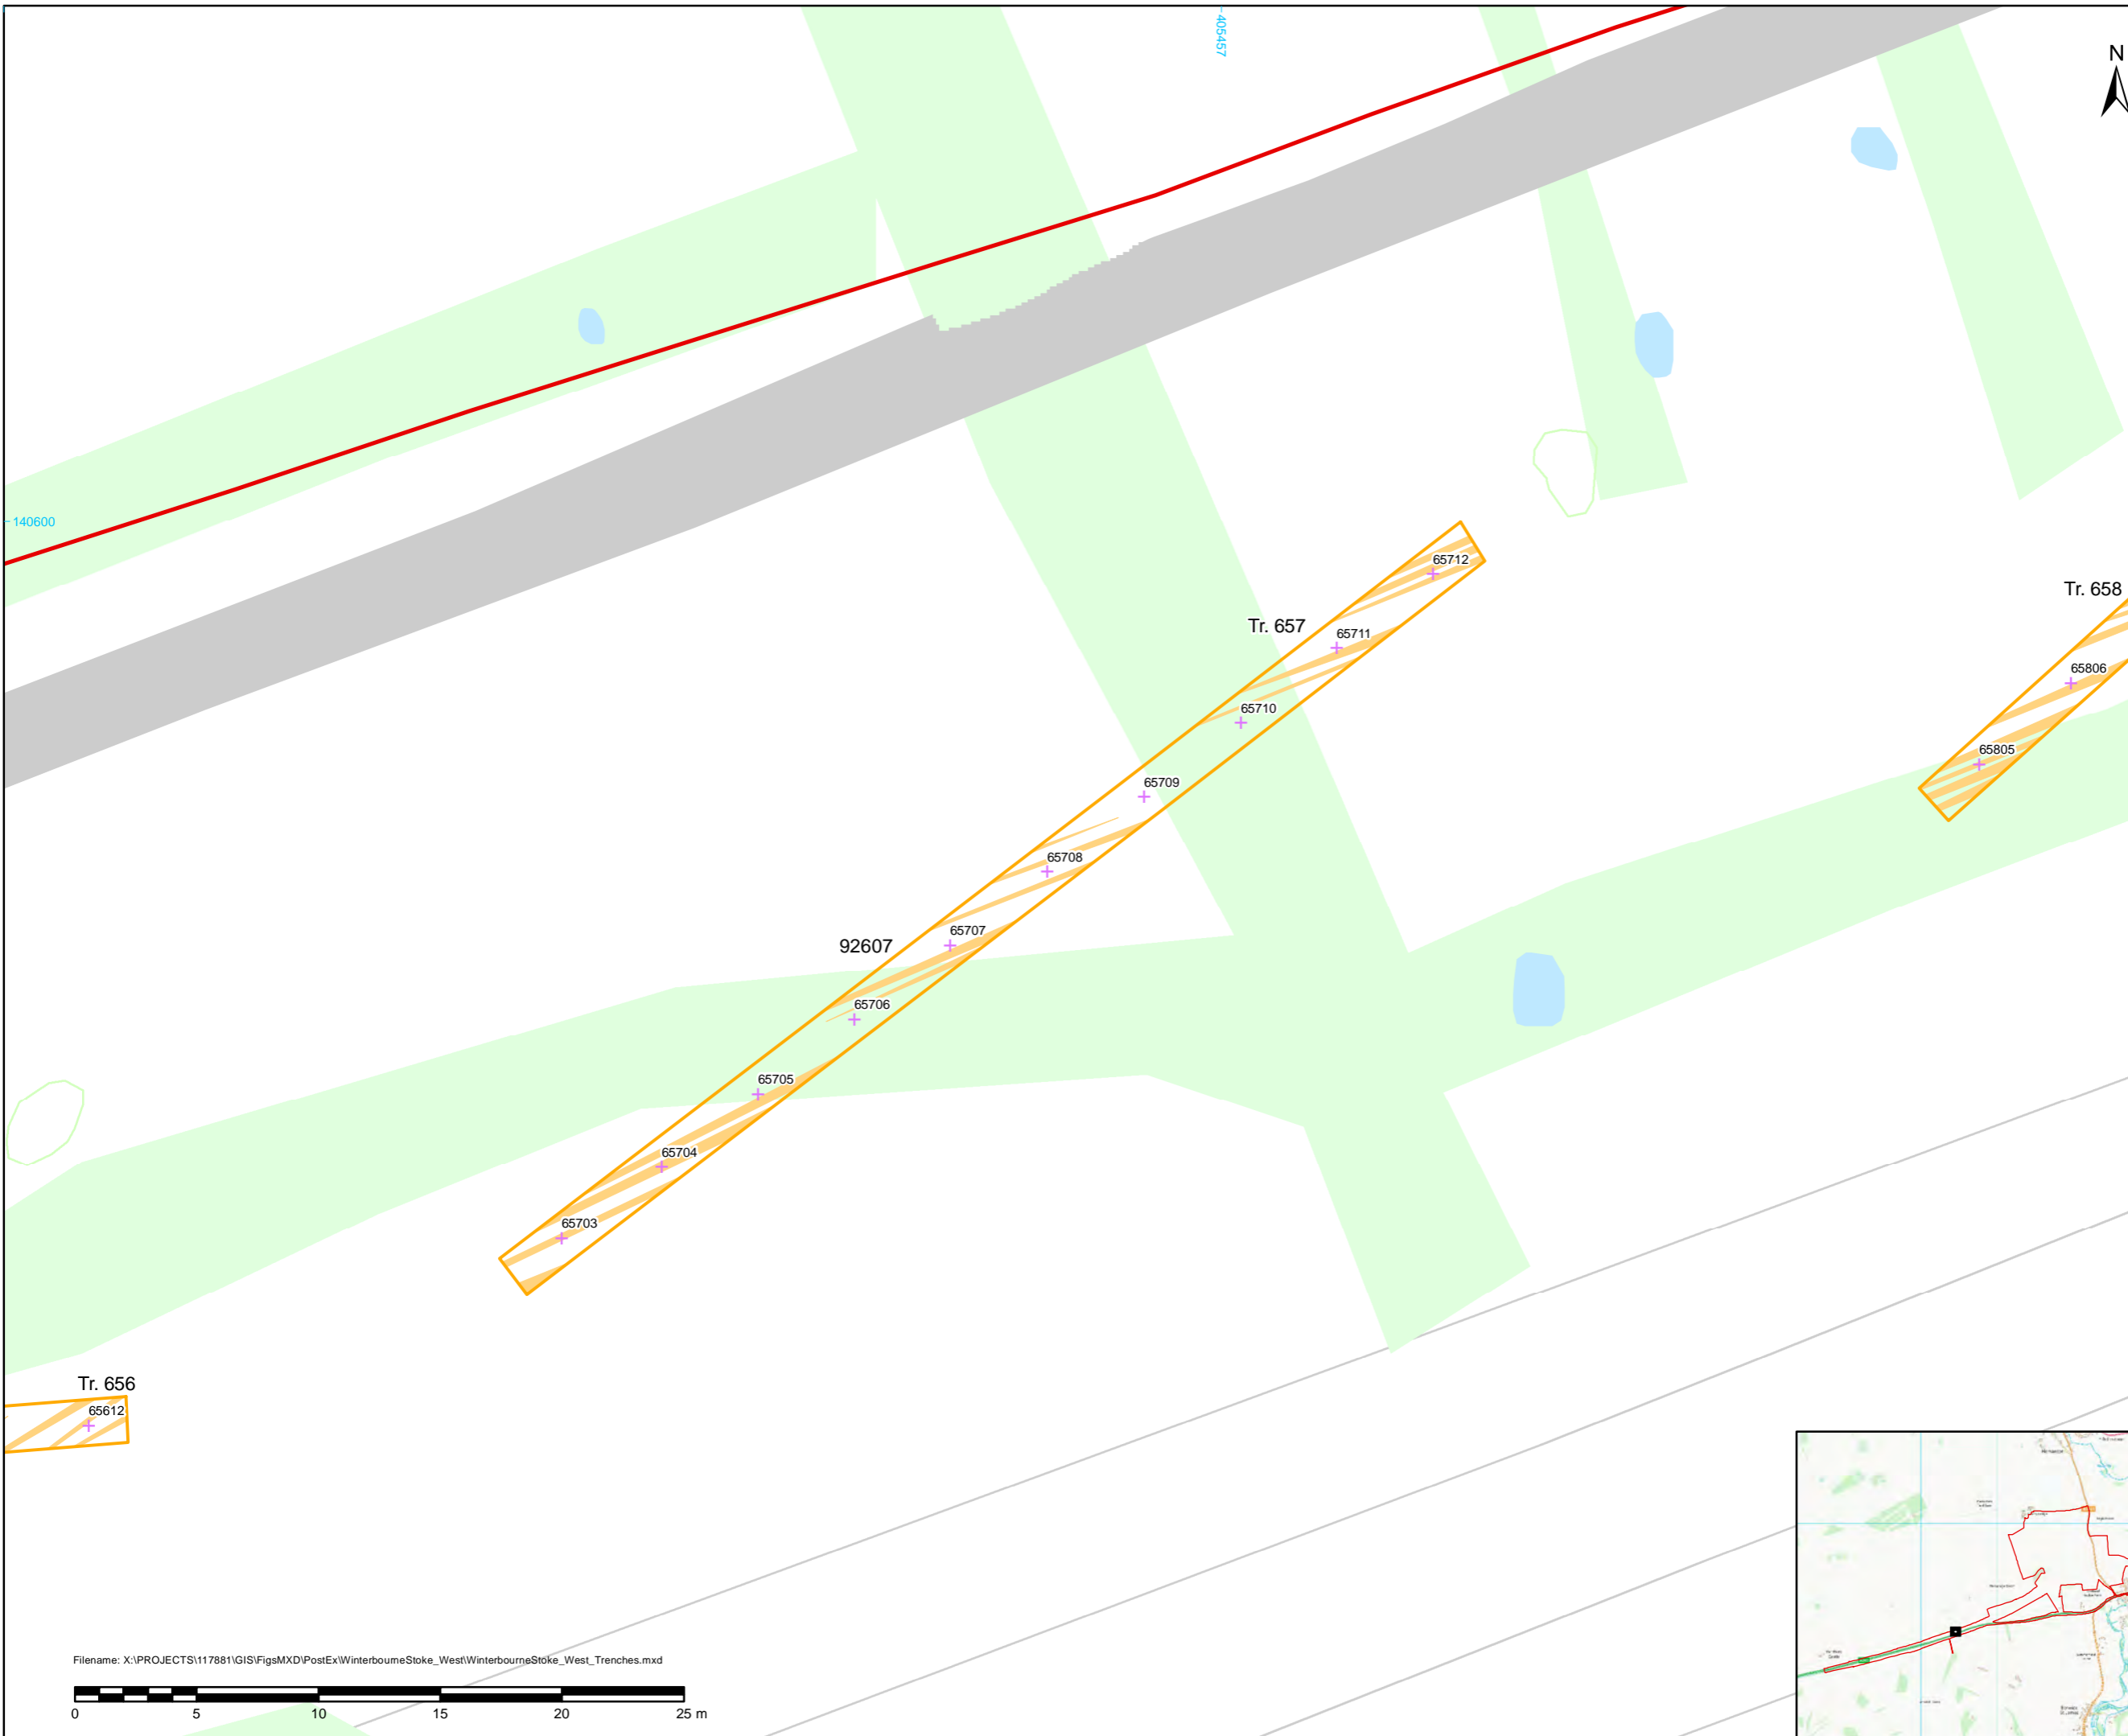 405457
N
140600
65712
Tr. 658
Tr. 657
65711
65806
65710
65805
65709
65708
65707
92607
65706
65705
65704
65703
Tr. 656
65612
Filename: X:\PROJECTS\117881\GIS\FigsMXD\PostEx\WinterbourneStoke_West\WinterbourneStoke_West_Trenches.mxd
0 5 10 15 20 25 m